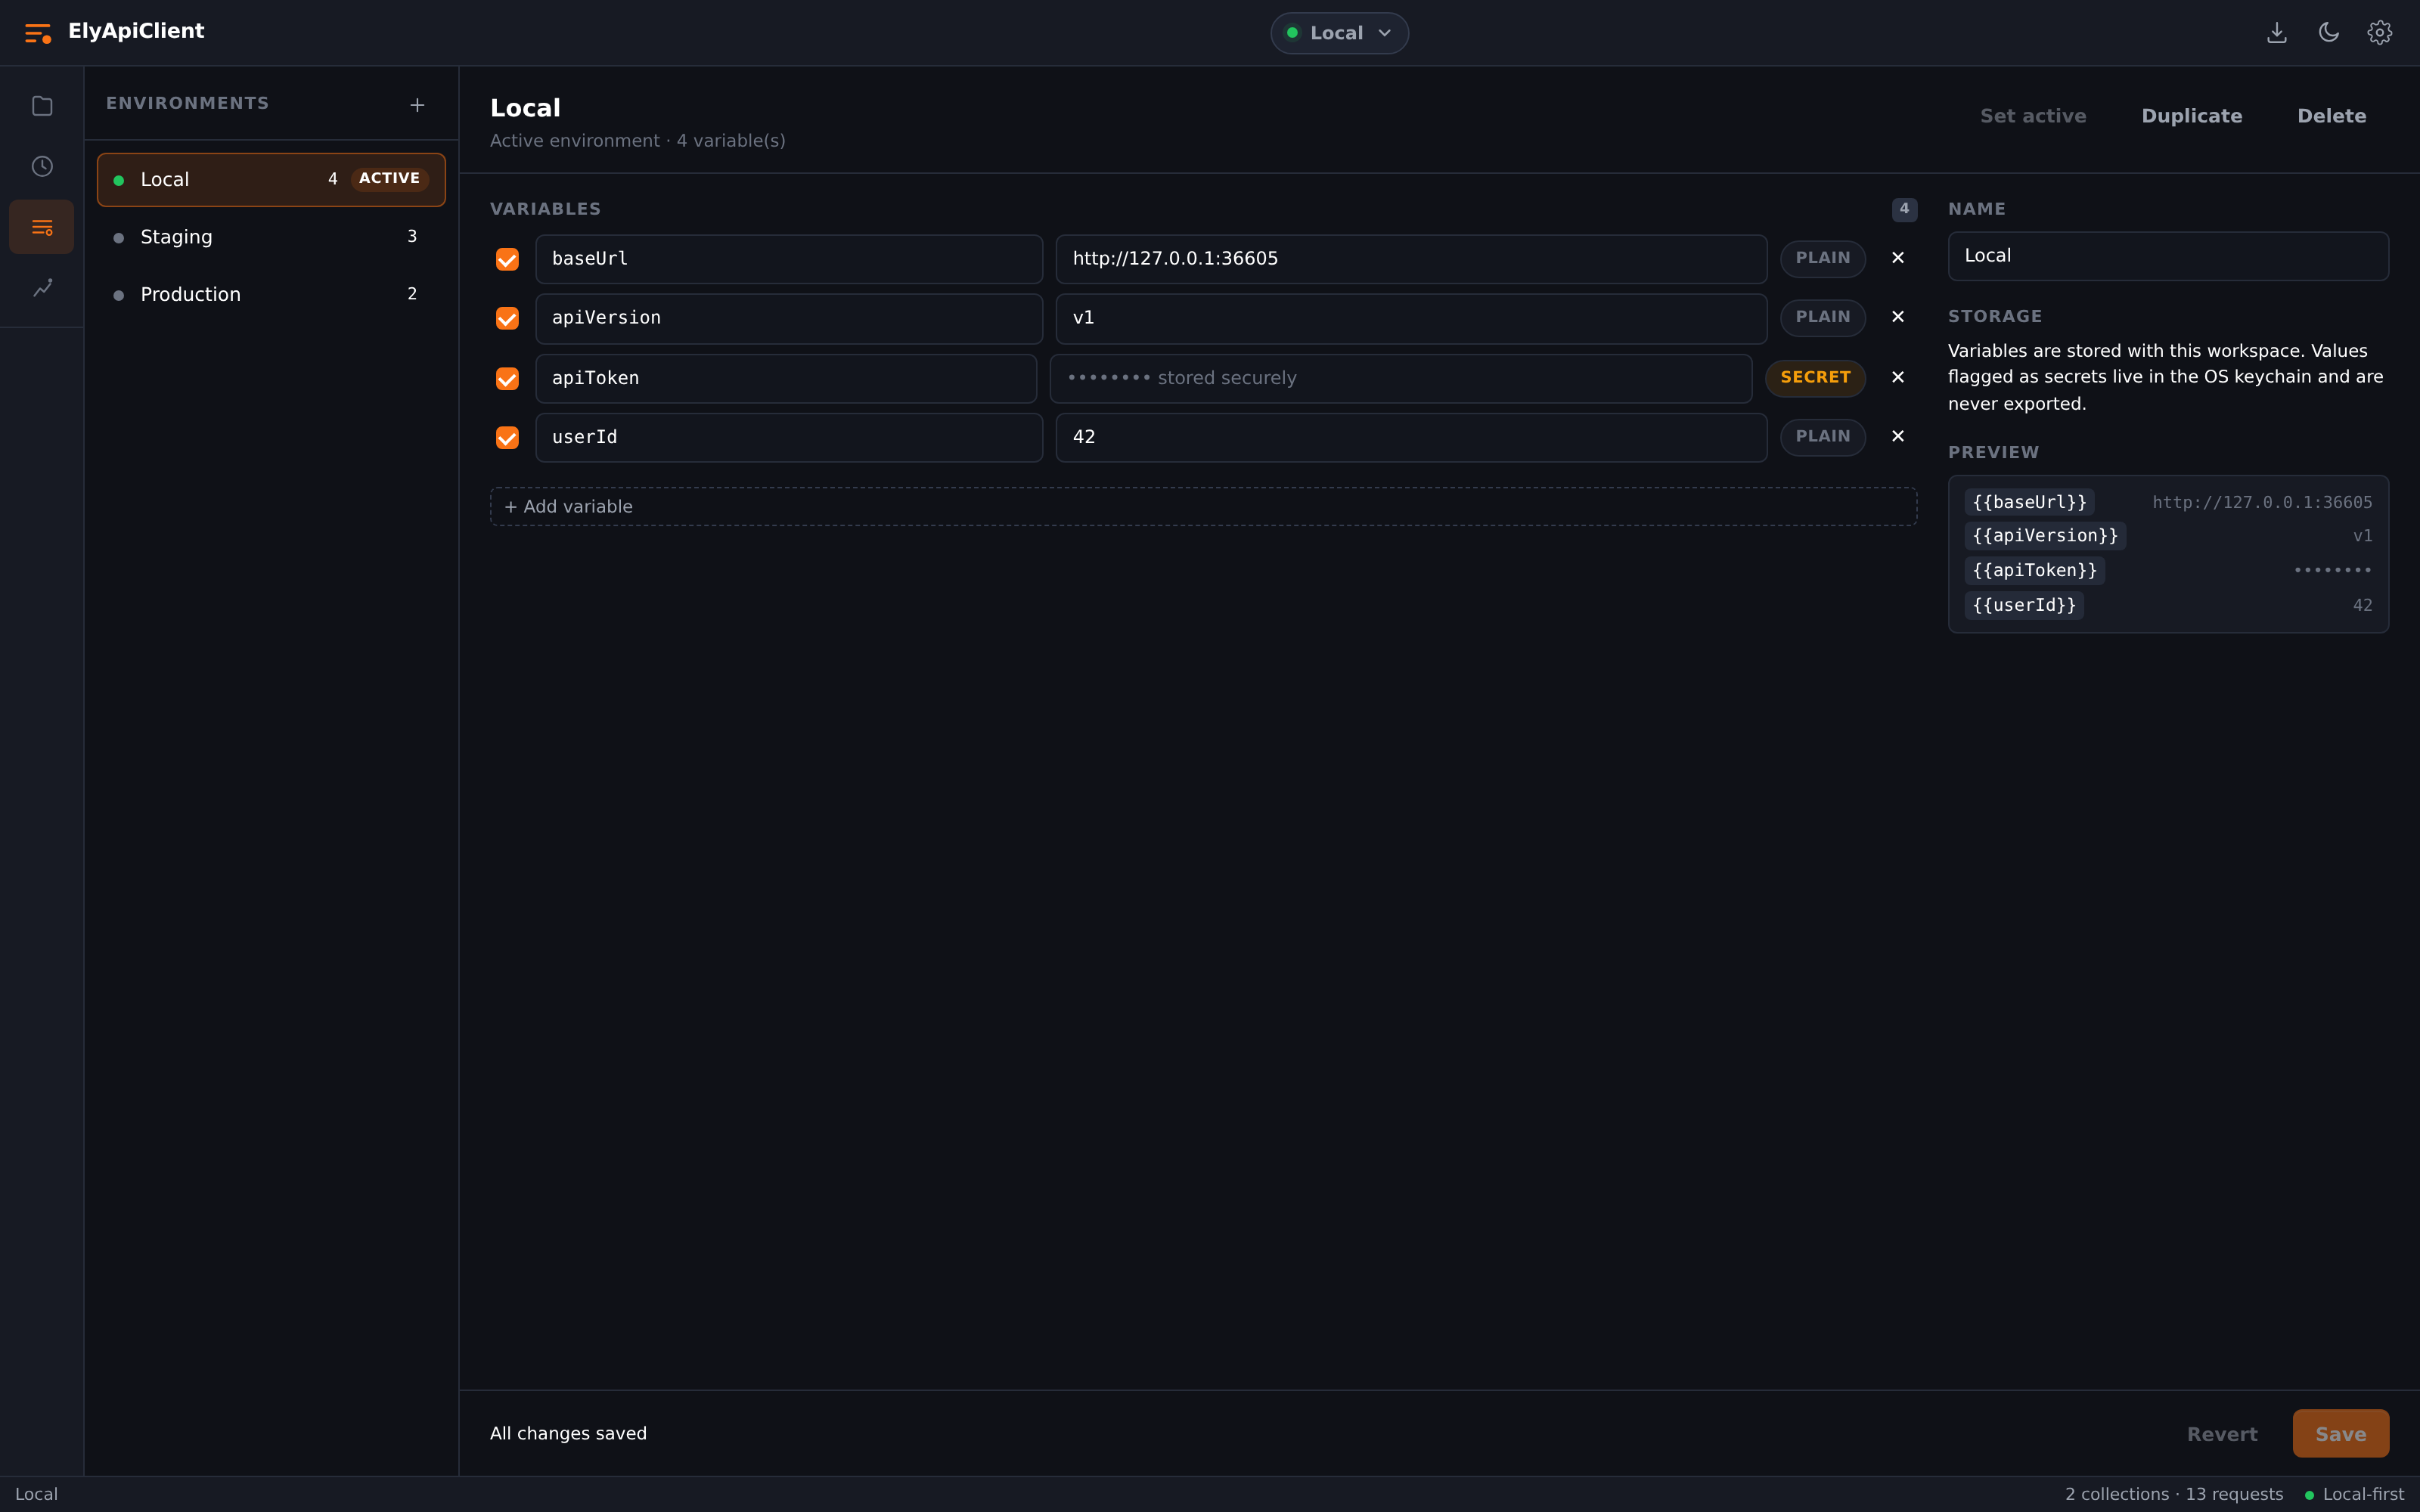 ElyApiClient
Local
ENVIRONMENTS
+
Local 4 ACTIVE
Staging 3
Production 2
Local
Active environment · 4 variable(s)
Set active Duplicate Delete
VARIABLES 4
baseUrl http://127.0.0.1:36605 PLAIN ✕
apiVersion v1 PLAIN ✕
apiToken •••••••• stored securely SECRET ✕
userId 42 PLAIN ✕
+ Add variable
NAME
Local
STORAGE
Variables are stored with this workspace. Values
flagged as secrets live in the OS keychain and are
never exported.
PREVIEW
{{baseUrl}} http://127.0.0.1:36605
{{apiVersion}} v1
{{apiToken}} ••••••••
{{userId}} 42
All changes saved
Revert Save
Local
2 collections · 13 requests Local-first